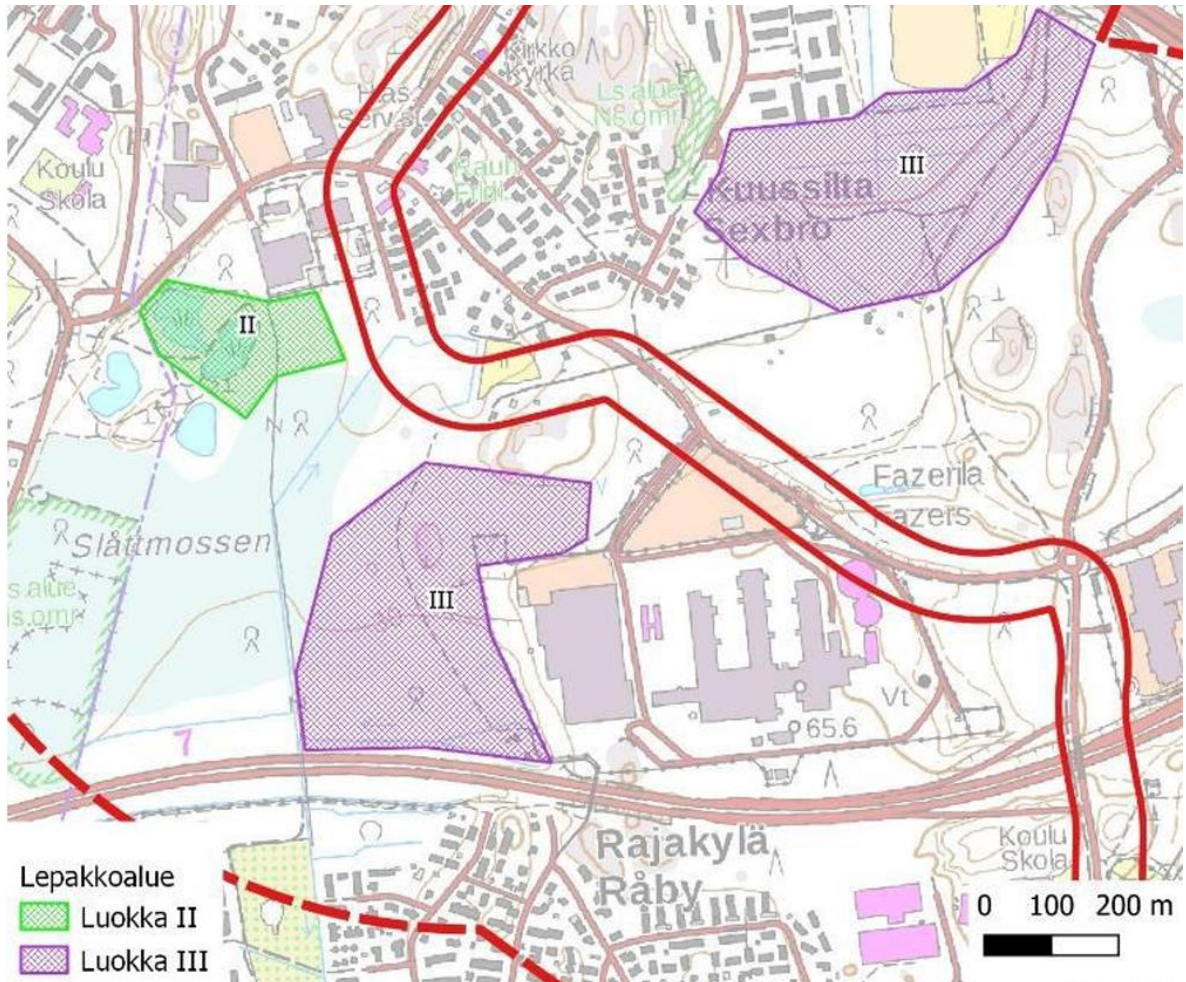 Kirkko
Kyrka
Ls.alue
Ns.omr
Koulu
Skola
III
Kuussilta
Sexbro
II
Fazerila
Fazers
Slåttmossen
III
H
Vt
65.6
7
Rajakylä
Råby
Koulu
Skola
Lepakkoalue
Luokka II
Luokka III
0 100 200 m